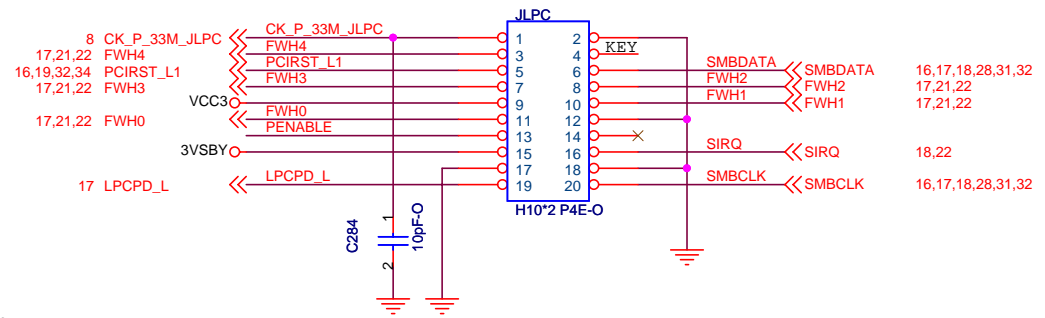 JLPC
8 CK_P_33M_JLPC CK_P_33M_JLPC 1 2
17,21,22 FWH4 FWH4 3 4 KEY
16,19,32,34 PCIRST_L1 PCIRST_L1 5 6 SMBDATA SMBDATA 16,17,18,28,31,32
17,21,22 FWH3 FWH3 7 8 FWH2 FWH2 17,21,22
VCC3 9 10 FWH1 FWH1 17,21,22
17,21,22 FWH0 FWH0 11 12
PENABLE 13 14
3VSBY 15 16 SIRQ SIRQ 18,22
17 18
17 LPCPD_L LPCPD_L 19 20 SMBCLK SMBCLK 16,17,18,28,31,32
H10*2 P4E-O
C284
1
2
10pF-O